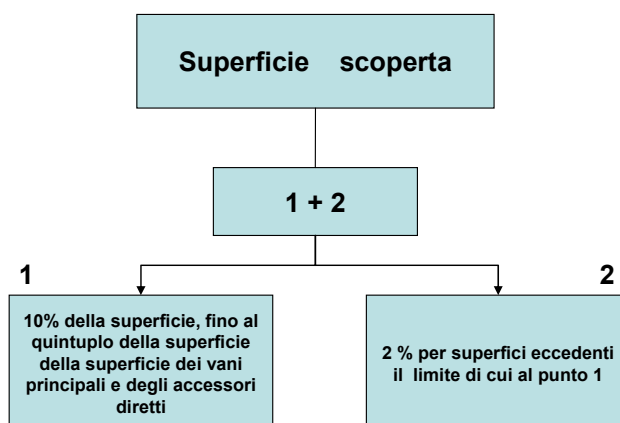 Superficie scoperta
1 + 2
1
2
10% della superficie, fino al
quintuplo della superficie
della superficie dei vani
principali e degli accessori
diretti
2 % per superfici eccedenti
il limite di cui al punto 1